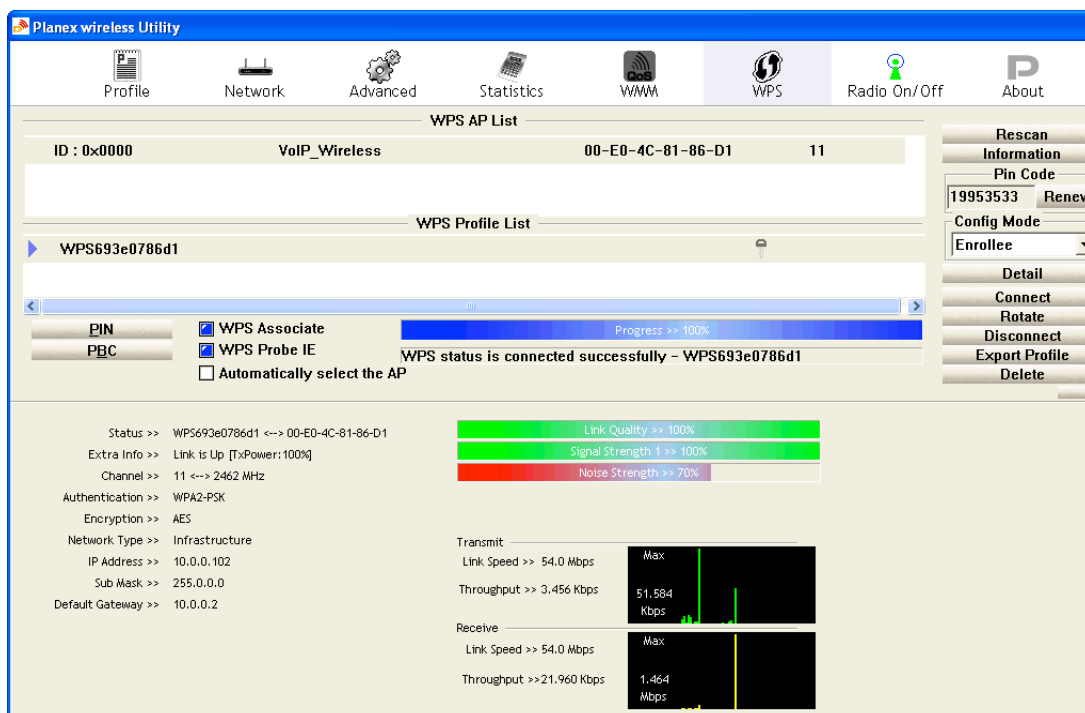 Planex wireless Utility
Profile Network Advanced Statistics WMM WPS Radio On/Off About
QoS
WPS AP List
ID : 0x0000 VoIP_Wireless 00-E0-4C-81-86-D1 11
Rescan
Information
Pin Code
19953533 Renew
WPS Profile List
Config Mode
WPS693e0786d1
Enrollee
Detail
Connect
Rotate
Disconnect
Export Profile
Delete
PIN
PBC
WPS Associate
WPS Probe IE
Automatically select the AP
Progress >> 100%
WPS status is connected successfully - WPS693e0786d1
Status >> WPS693e0786d1 <--> 00-E0-4C-81-86-D1
Extra Info >> Link is Up [TxPower:100%]
Channel >> 11 <--> 2462 MHz
Authentication >> WPA2-PSK
Encryption >> AES
Network Type >> Infrastructure
IP Address >> 10.0.0.102
Sub Mask >> 255.0.0.0
Default Gateway >> 10.0.0.2
Link Quality >> 100%
Signal Strength 1 >> 100%
Noise Strength >> 70%
Transmit
Link Speed >> 54.0 Mbps
Throughput >> 3.456 Kbps
Max
51.584
Kbps
Receive
Link Speed >> 54.0 Mbps
Throughput >>21.960 Kbps
Max
1.464
Mbps